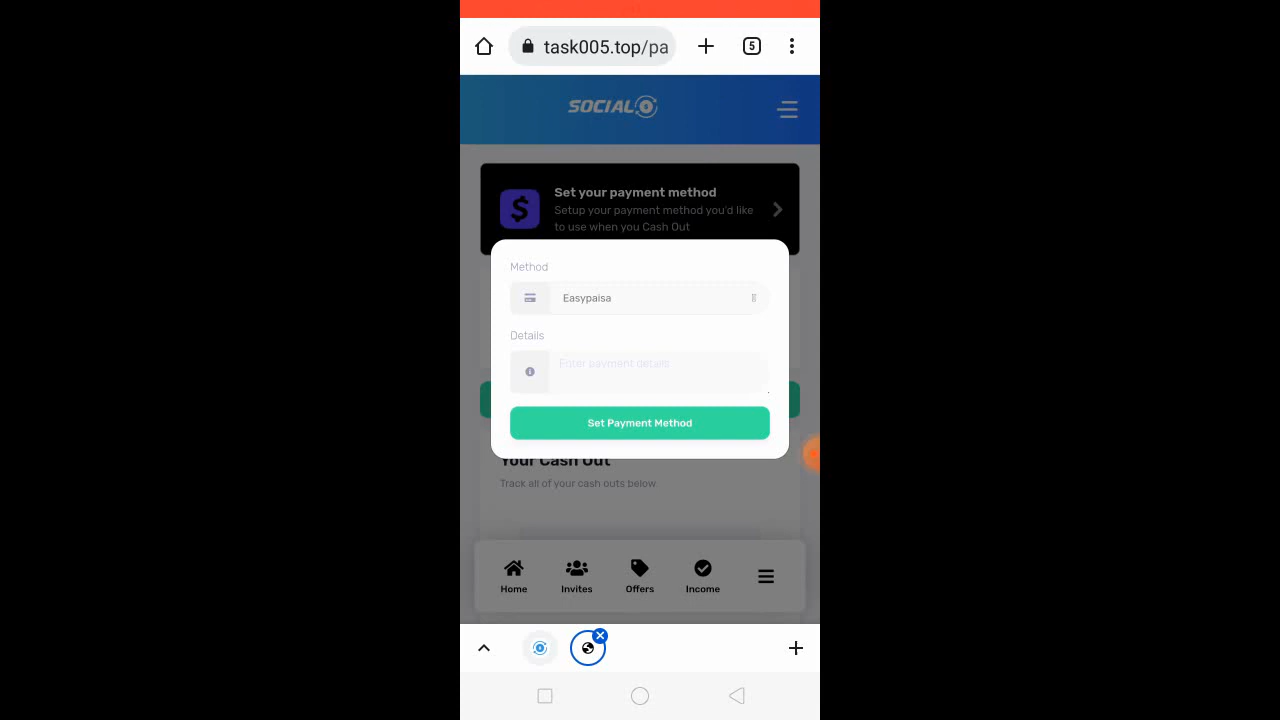 task005.top/pa
5
SOCIAL
Set your payment method
Setup your payment method you'd like
to use when you Cash Out
Method
Easypaisa
Details
Enter payment details
Set Payment Method
Your Cash Out
Track all of your cash outs below.
Home
Invites
Offers
Income